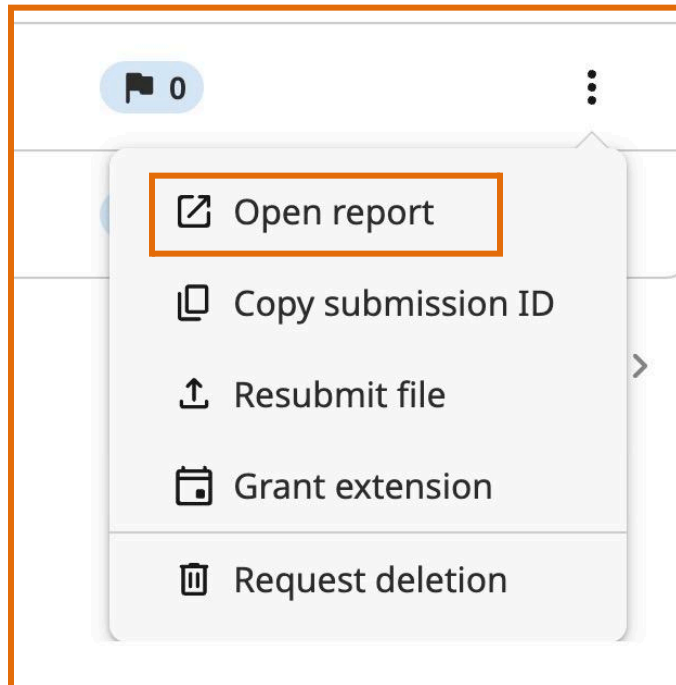 0
Open report
Copy submission ID
Resubmit file
Grant extension
Request deletion